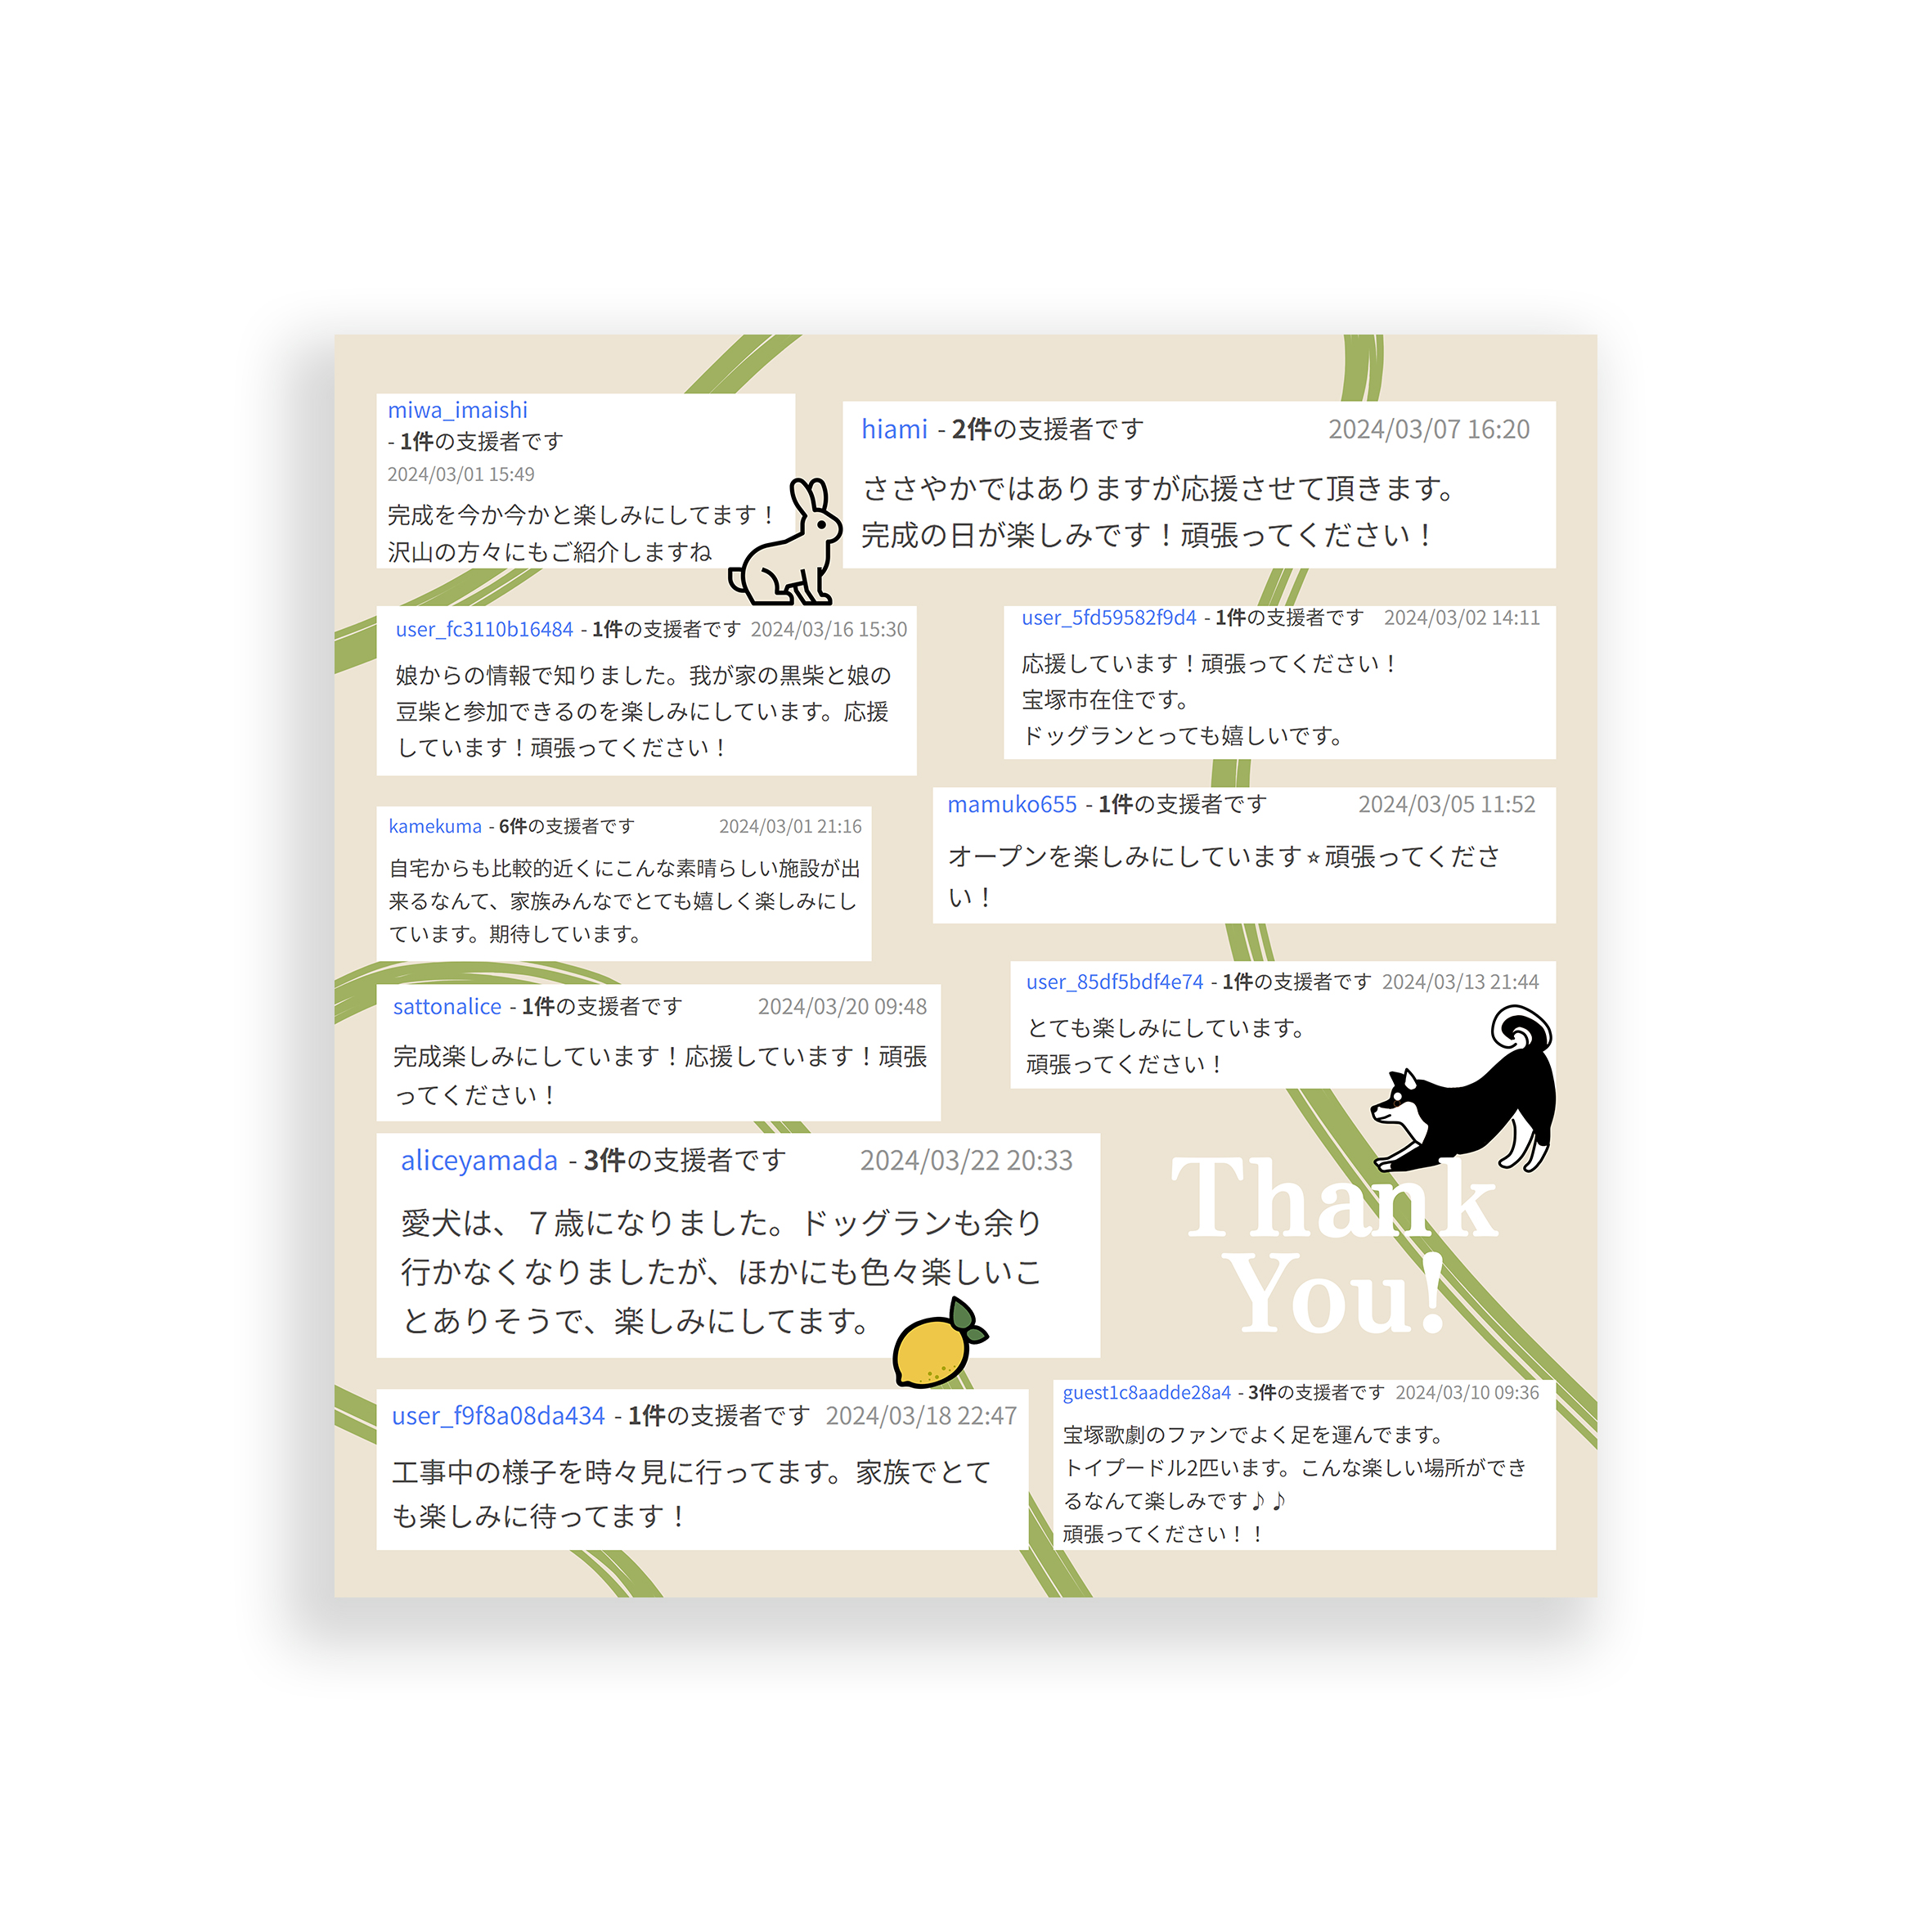 miwa_imaishi
- 1件の支援者です
2024/03/01 15:49
完成を今か今かと楽しみにしてます！
沢山の方々にもご紹介しますね
hiami - 2件の支援者です 2024/03/07 16:20
ささやかではありますが応援させて頂きます。
完成の日が楽しみです！頑張ってください！
user_fc3110b16484 - 1件の支援者です 2024/03/16 15:30
娘からの情報で知りました。我が家の黒柴と娘の
豆柴と参加できるのを楽しみにしています。応援
しています！頑張ってください！
user_5fd59582f9d4 - 1件の支援者です 2024/03/02 14:11
応援しています！頑張ってください！
宝塚市在住です。
ドッグランとっても嬉しいです。
kamekuma - 6件の支援者です 2024/03/01 21:16
自宅からも比較的近くにこんな素晴らしい施設が出
来るなんて、家族みんなでとても嬉しく楽しみにし
ています。期待しています。
mamuko655 - 1件の支援者です 2024/03/05 11:52
オープンを楽しみにしています⭐︎頑張ってくださ
い！
sattonalice - 1件の支援者です 2024/03/20 09:48
完成楽しみにしています！応援しています！頑張
ってください！
user_85df5bdf4e74 - 1件の支援者です 2024/03/13 21:44
とても楽しみにしています。
頑張ってください！
aliceyamada - 3件の支援者です 2024/03/22 20:33
愛犬は、７歳になりました。ドッグランも余り
行かなくなりましたが、ほかにも色々楽しいこ
とありそうで、楽しみにしてます。
Thank
You!
user_f9f8a08da434 - 1件の支援者です 2024/03/18 22:47
工事中の様子を時々見に行ってます。家族でとて
も楽しみに待ってます！
guest1c8aadde28a4 - 3件の支援者です 2024/03/10 09:36
宝塚歌劇のファンでよく足を運んでます。
トイプードル2匹います。こんな楽しい場所ができ
るなんて楽しみです♪♪
頑張ってください！！